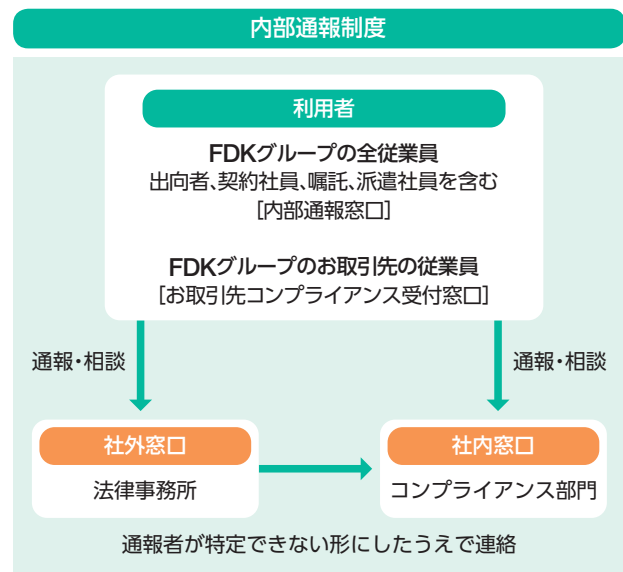 内部通報制度
利用者
FDKグループの全従業員
出向者、契約社員、嘱託、派遣社員を含む
[内部通報窓口]
FDKグループのお取引先の従業員
[お取引先コンプライアンス受付窓口]
通報・相談
通報・相談
社外窓口
社内窓口
法律事務所
コンプライアンス部門
通報者が特定できない形にしたうえで連絡